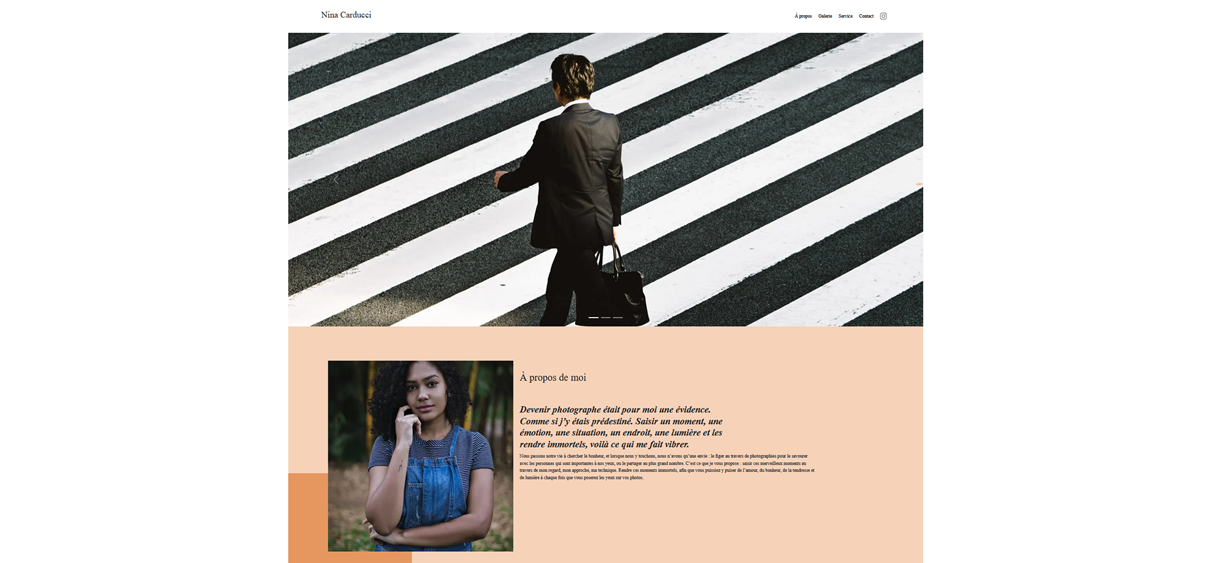 Nina Carducci
À propos Galerie Service Contact
À propos de moi
Devenir photographe était pour moi une évidence.
Comme si j’y étais prédestiné. Saisir un moment, une
émotion, une situation, un endroit, une lumière et les
rendre immortels, voilà ce qui me fait vibrer.
Nous passons notre vie à chercher le bonheur, et lorsque nous y touchons, nous n’avons qu’une envie : le figer au travers de photographies pour le savourer
avec les personnes qui sont importantes à nos yeux, ou le partager au plus grand nombre. C’est ce que je vous propose : saisir ces merveilleux moments au
travers de mon regard, mon approche, ma technique. Rendre ces moments immortels, afin que vous puissiez y puiser de l’amour, du bonheur, de la tendresse et
de lumière à chaque fois que vous poserez les yeux sur vos photos.